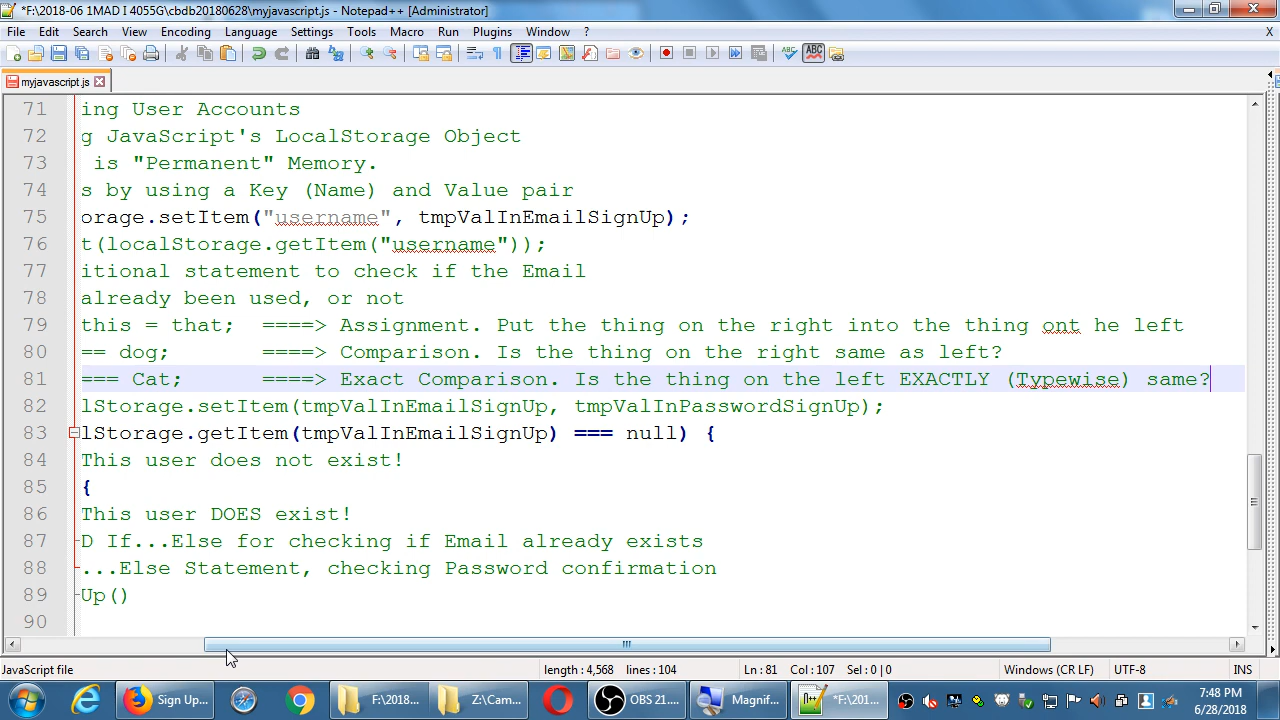 *F:\2018-06 1MAD I 4055G\cbdb20180628\myjavascript.js - Notepad++ [Administrator]
File Edit Search View Encoding Language Settings Tools Macro Run Plugins Window ? X
myjavascript.js
71 ing User Accounts
72 g JavaScript's LocalStorage Object
73 is "Permanent" Memory.
74 s by using a Key (Name) and Value pair
75 orage.setItem("username", tmpValInEmailSignUp);
76 t(localStorage.getItem("username"));
77 itional statement to check if the Email
78 already been used, or not
79 this = that; ====> Assignment. Put the thing on the right into the thing ont he left
80 == dog; ====> Comparison. Is the thing on the right same as left?
81 === Cat; ====> Exact Comparison. Is the thing on the left EXACTLY (Typewise) same?
82 lStorage.setItem(tmpValInEmailSignUp, tmpValInPasswordSignUp);
83 lStorage.getItem(tmpValInEmailSignUp) === null) {
84 This user does not exist!
85 {
86 This user DOES exist!
87 D If...Else for checking if Email already exists
88 ...Else Statement, checking Password confirmation
89 Up()
90
JavaScript file length : 4,568 lines : 104 Ln : 81 Col : 107 Sel : 0 | 0 Windows (CR LF) UTF-8 INS
Sign Up... F:\2018... Z:\Cam... OBS 21.... Magnif... *F:\201... 7:48 PM
6/28/2018